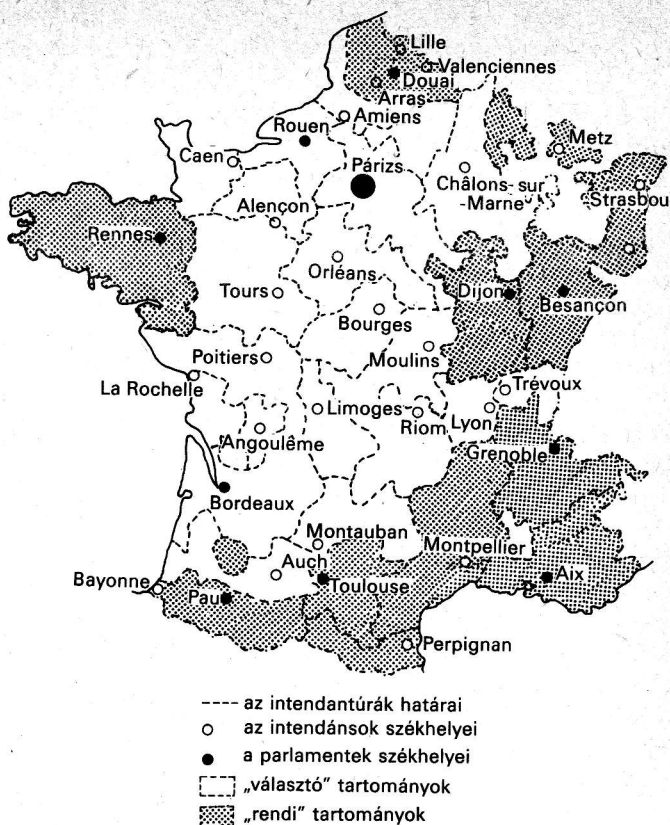 Lille
Valenciennes
Douai
Arras
Amiens
Rouen
Metz
Caen
Párizs
Châlons-sur
-Marne
Strasbou
Alençon
Rennes
Orléans
Tours
Dijon
Besançon
Bourges
Moulins
Poitiers
La Rochelle
Trévoux
Limoges
Riom
Lyon
Angoulême
Grenoble
Bordeaux
Montauban
Montpellier
Auch
Aix
Bayonne
Pau
Toulouse
Perpignan
az intendantúrák határai
az intendánsok székhelyei
a parlamentek székhelyei
„választó” tartományok
„rendi” tartományok